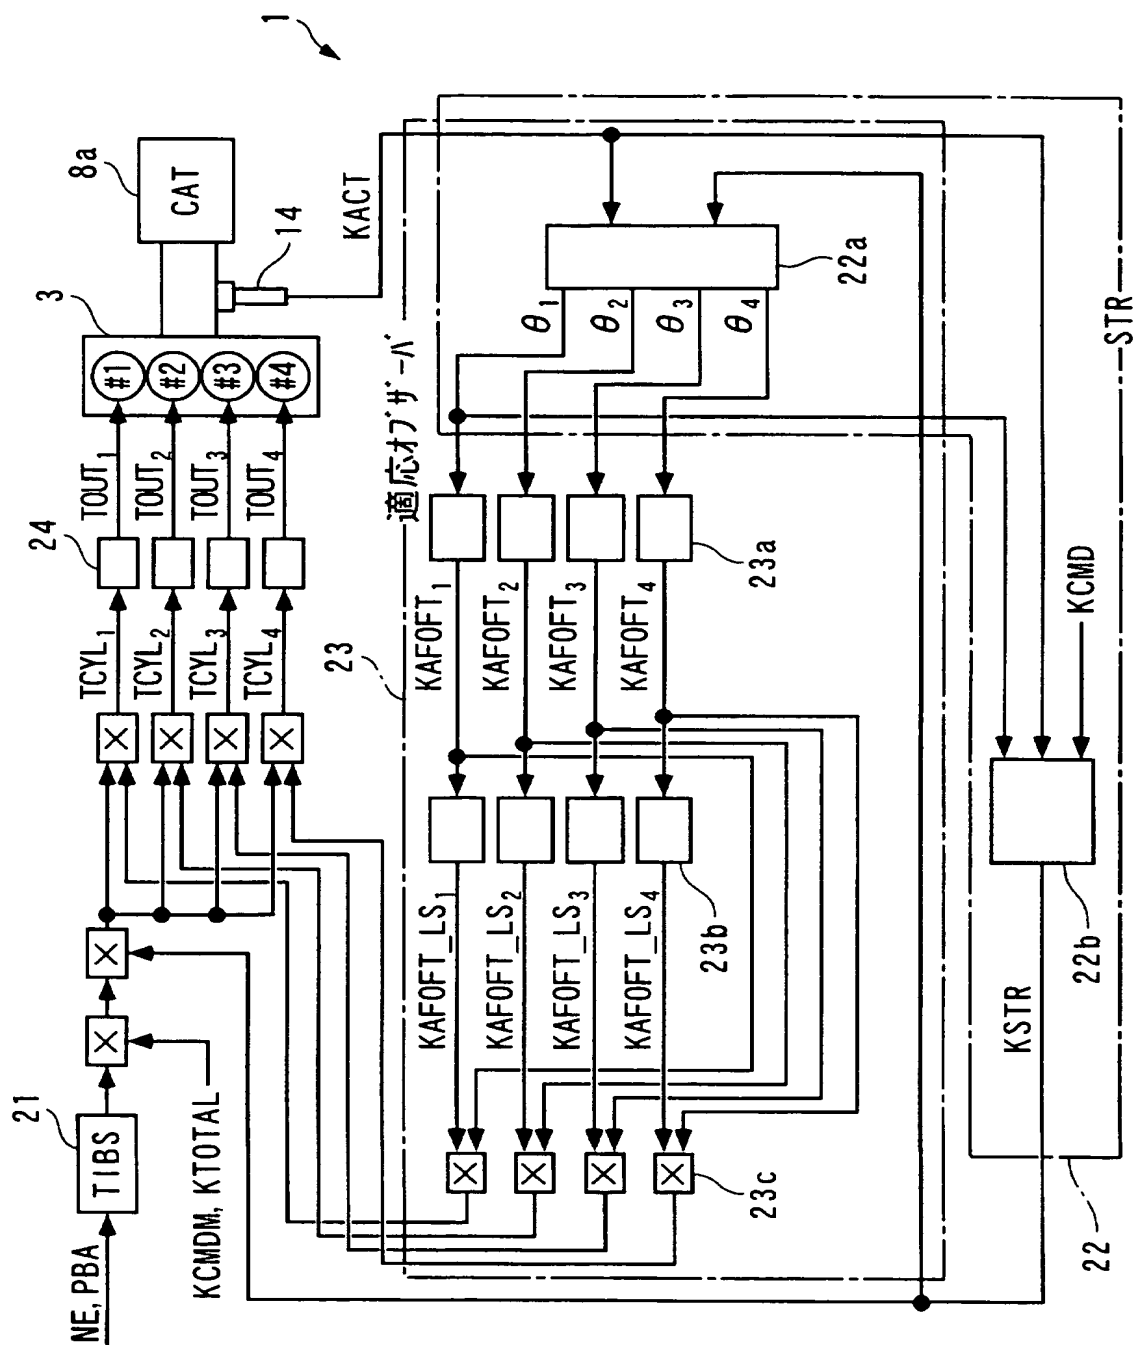 1
NE, PBA
21
TIBS
KCMDM, KTOTAL
×
×
×
×
×
×
TCYL₁
TCYL₂
TCYL₃
TCYL₄
24
TOUT₁
TOUT₂
TOUT₃
TOUT₄
3
#1
#2
#3
#4
8a
CAT
14
KACT
23
適応オブザーバ
KAFOFT_LS₁
KAFOFT_LS₂
KAFOFT_LS₃
KAFOFT_LS₄
KAFOFT₁
KAFOFT₂
KAFOFT₃
KAFOFT₄
θ₁
θ₂
θ₃
θ₄
×
×
×
×
23c
23b
23a
22a
KSTR
22b
KCMD
22
STR